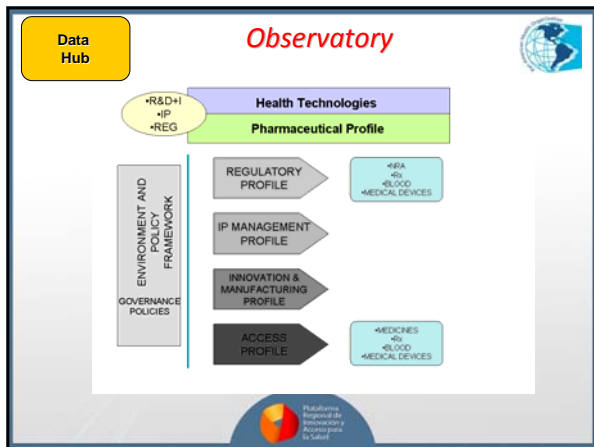 Data
Hub
Observatory
•R&D+I
•IP
•REG
Health Technologies
Pharmaceutical Profile
ENVIRONMENT AND
POLICY
FRAMEWORK
GOVERNANCE
POLICIES
REGULATORY
PROFILE
•NRA
•Rx
•BLOOD
•MEDICAL DEVICES
IP MANAGEMENT
PROFILE
INNOVATION &
MANUFACTURING
PROFILE
ACCESS
PROFILE
•MEDICINES
•Rx
•BLOOD
•MEDICAL DEVICES
Plataforma
Regional de
Innovación y
Acceso para
la Salud